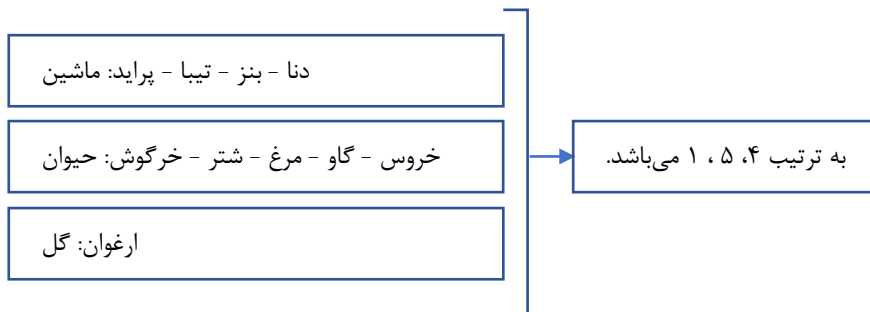 دنا - بنز - تیبا - پراید: ماشین
خروس - گاو - مرغ - شتر - خرگوش: حیوان
ارغوان: گل
به ترتیب ۴، ۵ ، ۱ می‌باشد.